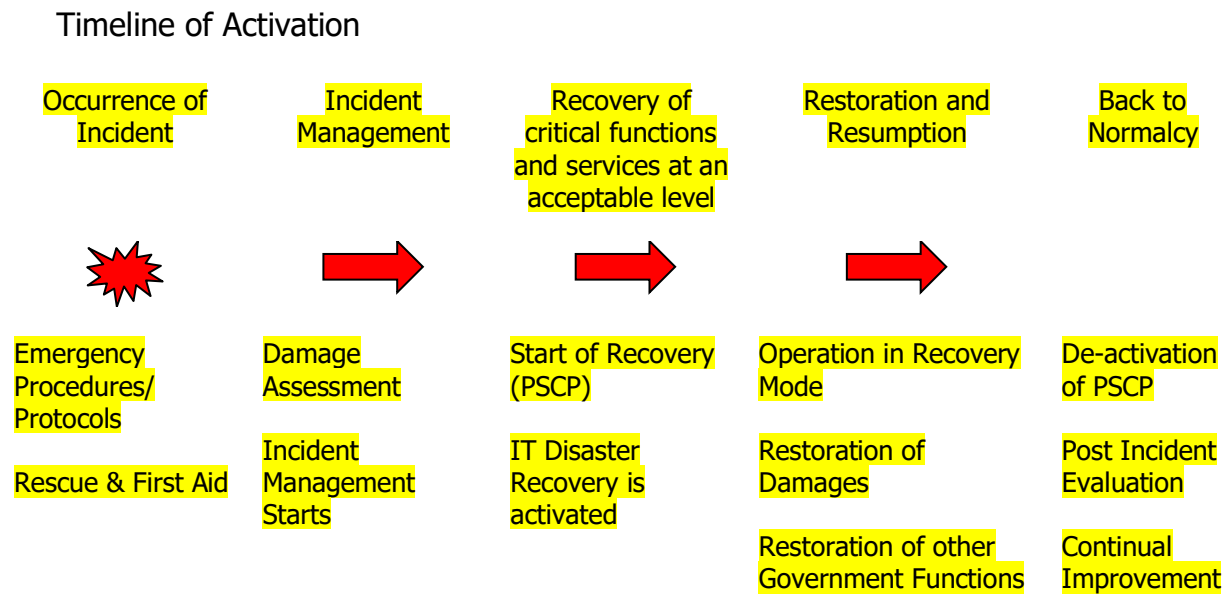 Timeline of Activation
Occurrence of
Incident
Incident
Management
Recovery of
critical functions
and services at an
acceptable level
Restoration and
Resumption
Back to
Normalcy
Emergency
Procedures/
Protocols
Rescue & First Aid
Damage
Assessment
Incident
Management
Starts
Start of Recovery
(PSCP)
IT Disaster
Recovery is
activated
Operation in Recovery
Mode
Restoration of
Damages
Restoration of other
Government Functions
De-activation
of PSCP
Post Incident
Evaluation
Continual
Improvement